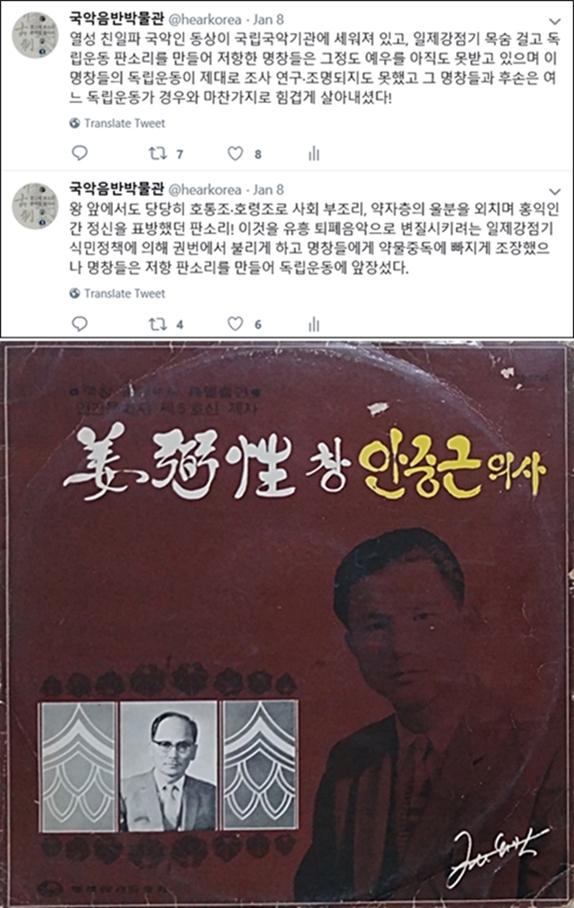 국악음반박물관 @hearkorea · Jan 8
열성 친일파 국악인 동상이 국립국악기관에 세워져 있고, 일제강점기 목숨 걸고 독
립운동 판소리를 만들어 저항한 명창들은 그정도 예우를 아직도 못받고 있으며 이
명창들의 독립운동이 제대로 조사 연구·조명되지도 못했고 그 명창들과 후손은 여
느 독립운동가 경우와 마찬가지로 힘겹게 살아내셨다!
Translate Tweet
7 8
국악음반박물관 @hearkorea · Jan 8
왕 앞에서도 당당히 호통조·호령조로 사회 부조리, 약자층의 울분을 외치며 홍익인
간 정신을 표방했던 판소리! 이것을 유흥 퇴폐음악으로 변질시키려는 일제강점기
식민정책에 의해 권번에서 불리게 하고 명창들에게 약물중독에 빠지게 조장했으
나 명창들은 저항 판소리를 만들어 독립운동에 앞장섰다.
Translate Tweet
4 6
제5호신 제자
姜弼性 창 안중근 의사